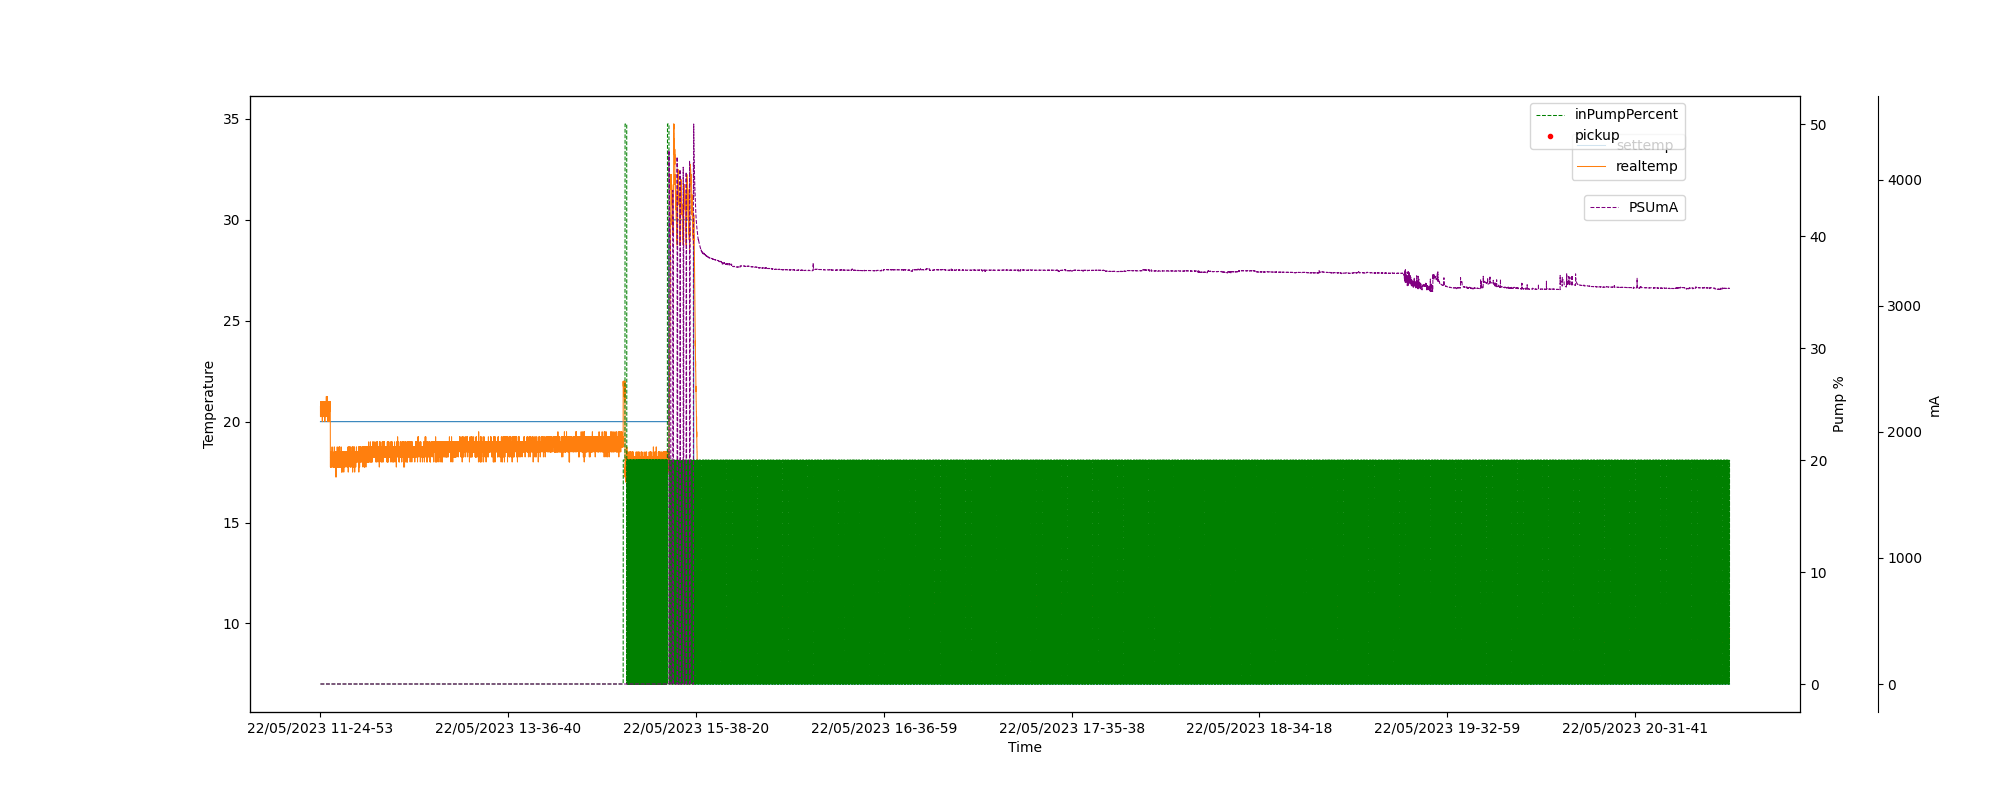 inPumpPercent
pickup
settemp
realtemp
PSUmA
35
30
25
20
15
10
Temperature
50
40
30
20
10
0
Pump %
4000
3000
2000
1000
0
mA
22/05/2023 11-24-53
22/05/2023 13-36-40
22/05/2023 15-38-20
22/05/2023 16-36-59
22/05/2023 17-35-38
22/05/2023 18-34-18
22/05/2023 19-32-59
22/05/2023 20-31-41
Time